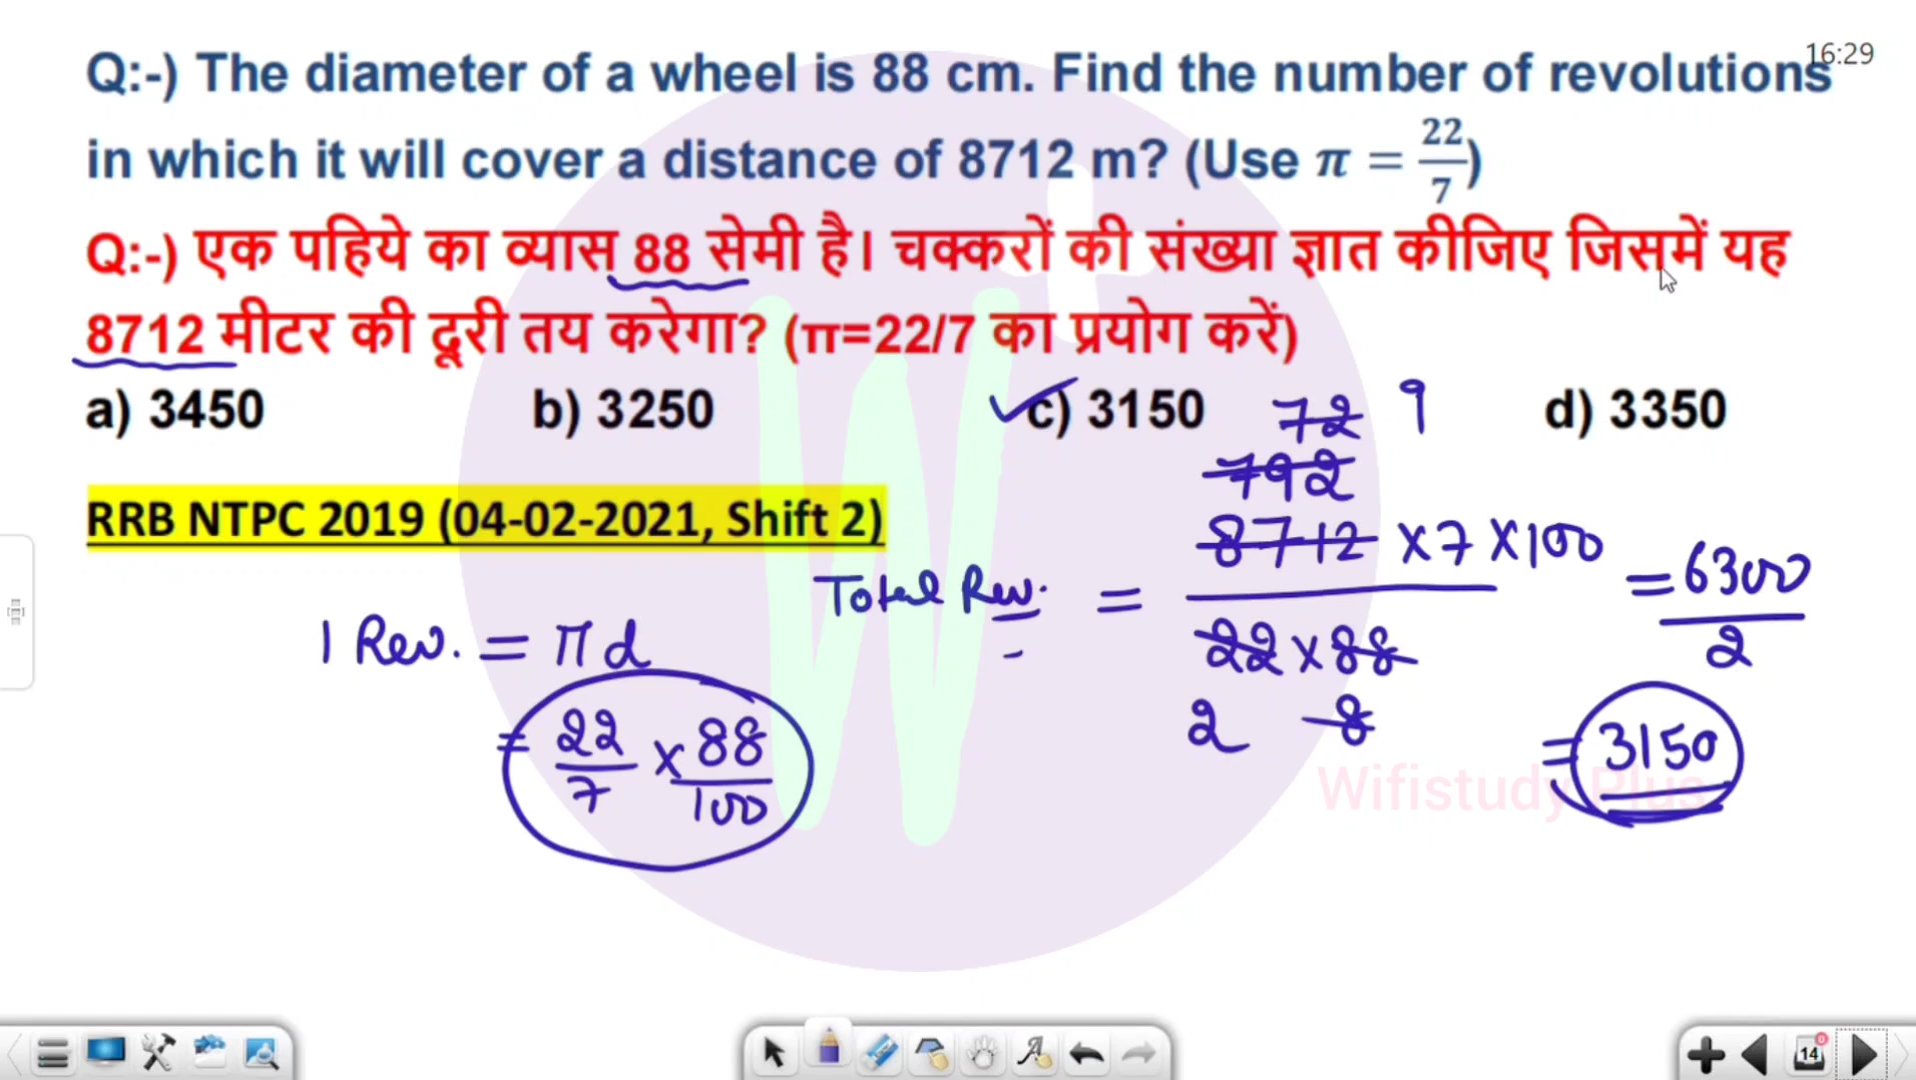 16:29
Q:-) The diameter of a wheel is 88 cm. Find the number of revolutions
in which it will cover a distance of 8712 m? (Use π = 22/7)
Q:-) एक पहिये का व्यास 88 सेमी है। चक्करों की संख्या ज्ञात कीजिए जिसमें यह
8712 मीटर की दूरी तय करेगा? (π=22/7 का प्रयोग करें)
a) 3450 b) 3250 c) 3150 d) 3350
72 9
792
RRB NTPC 2019 (04-02-2021, Shift 2)
Total Rev. = 8712 × 7 × 100 / 22 × 88 = 6300 / 2
2 8
1 Rev. = πd
= 22/7 × 88/100
= 3150
Wifistudy Plus
14